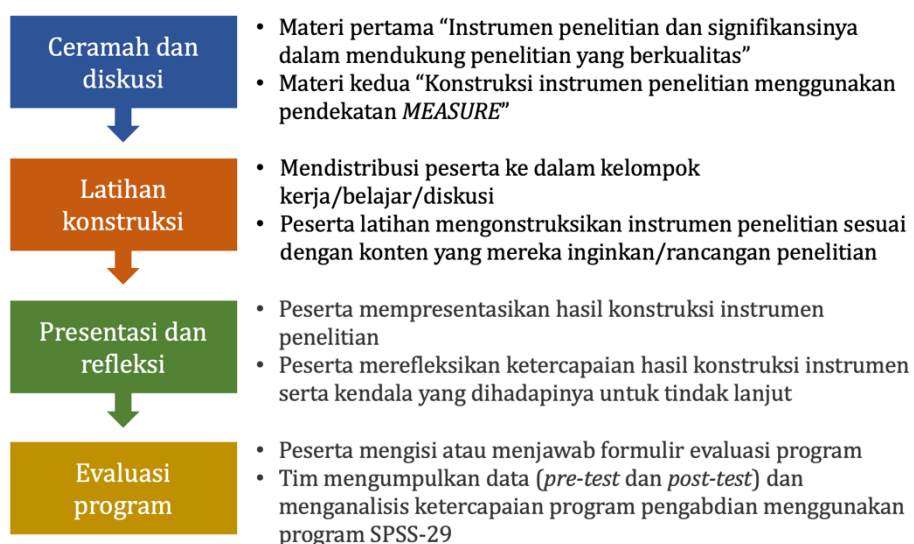 Ceramah dan
diskusi
• Materi pertama “Instrumen penelitian dan signifikansinya
dalam mendukung penelitian yang berkualitas”
• Materi kedua “Konstruksi instrumen penelitian menggunakan
pendekatan MEASURE”
Latihan
konstruksi
• Mendistribusi peserta ke dalam kelompok
kerja/belajar/diskusi
• Peserta latihan mengonstruksikan instrumen penelitian sesuai
dengan konten yang mereka inginkan/rancangan penelitian
Presentasi dan
refleksi
• Peserta mempresentasikan hasil konstruksi instrumen
penelitian
• Peserta merefleksikan ketercapaian hasil konstruksi instrumen
serta kendala yang dihadapinya untuk tindak lanjut
Evaluasi
program
• Peserta mengisi atau menjawab formulir evaluasi program
• Tim mengumpulkan data (pre-test dan post-test) dan
menganalisis ketercapaian program pengabdian menggunakan
program SPSS-29